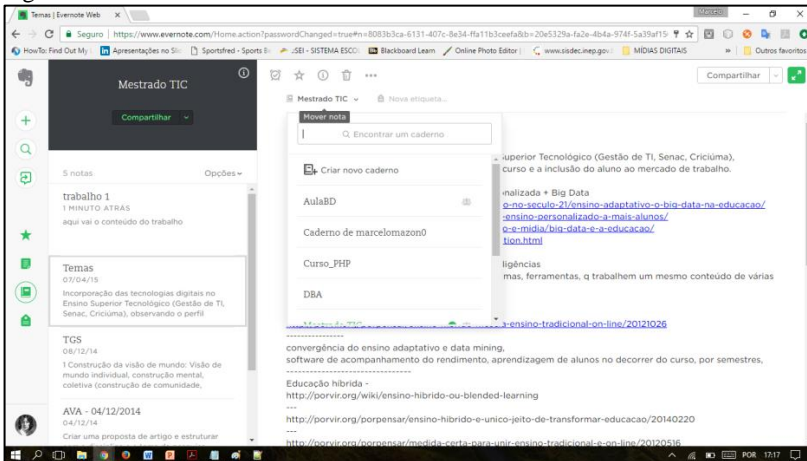 Temas | Evernote Web
Seguro | https://www.evernote.com/Home.action?passwordChanged=true#n=8083b3ca-6131-407c-8e34-ffa11b3ceefa&b=20e5329a-fa2e-4b4a-974f-5a39af15
HowTo: Find Out My Apresentações no Sli Sportsfred - Sports Be .:SEI - SISTEMA ESCO Blackboard Learn Online Photo Editor | www.sisdec.inep.gov.l MÍDIAS DIGITAIS » Outros favoritos
Mestrado TIC
Compartilhar
5 notas Opções
trabalho 1
1 MINUTO ATRÁS
aqui vai o conteúdo do trabalho
Temas
07/04/15
Incorporação das tecnologias digitais no
Ensino Superior Tecnológico (Gestão de TI,
Senac, Criciúma), observando o perfil
TGS
08/12/14
1 Construção da visão de mundo: Visão de
mundo individual, construção mental,
coletiva (construção de comunidade,
AVA - 04/12/2014
04/12/14
Criar uma proposta de artigo e estruturar
Compartilhar
Mestrado TIC Nova etiqueta...
Mover nota
Encontrar um caderno
Criar novo caderno
AulaBD
Caderno de marcelomazon0
Curso_PHP
DBA
Mestrado TIC
uperior Tecnológico (Gestão de TI, Senac, Criciúma),
curso e a inclusão do aluno ao mercado de trabalho.
nalizada + Big Data
o-no-seculo-21/ensino-adaptativo-o-big-data-na-educacao/
-ensino-personalizado-a-mais-alunos/
o-e-midia/big-data-e-a-educacao/
tion.html
ligências
mas, ferramentas, q trabalhem um mesmo conteúdo de várias
a-ensino-tradicional-on-line/20121026
----------------
convergência do ensino adaptativo e data mining,
software de acompanhamento do rendimento, aprendizagem de alunos no decorrer do curso, por semestres,
--------------------------------
Educação híbrida -
http://porvir.org/wiki/ensino-hibrido-ou-blended-learning
---
http://porvir.org/porpensar/ensino-hibrido-e-unico-jeito-de-transformar-educacao/20140220
---
http://porvir.org/porpensar/medida-certa-para-unir-ensino-tradicional-e-on-line/20120516
POR 17:17